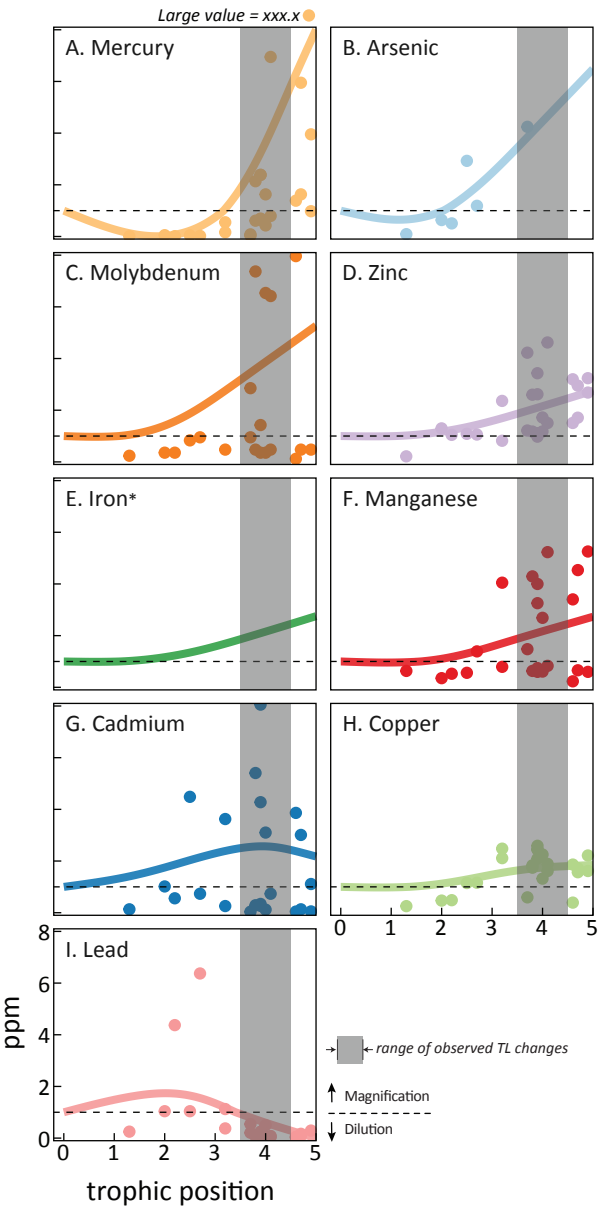 Large value = xxx.x
A. Mercury
B. Arsenic
C. Molybdenum
D. Zinc
E. Iron*
F. Manganese
G. Cadmium
H. Copper
0 1 2 3 4 5
I. Lead
8
6
4
2
0
ppm
range of observed TL changes
Magnification
Dilution
0 1 2 3 4 5
trophic position